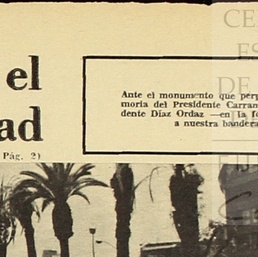 el
ad
Pág. 2)
Ante el monumento que perp
moria del Presidente Carran
dente Díaz Ordaz —en la fo
a nuestra bandera
CE
ES
DE